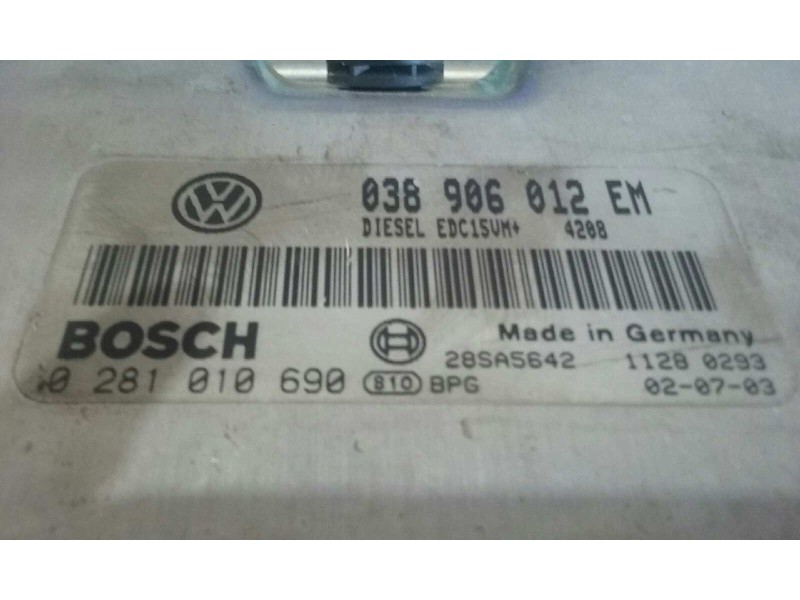 038 906 012 EM
DIESEL EDC15VM+ 4208
BOSCH
Made in Germany
28SA5642 1128 0293
0 281 010 690 810 BPG 02-07-03